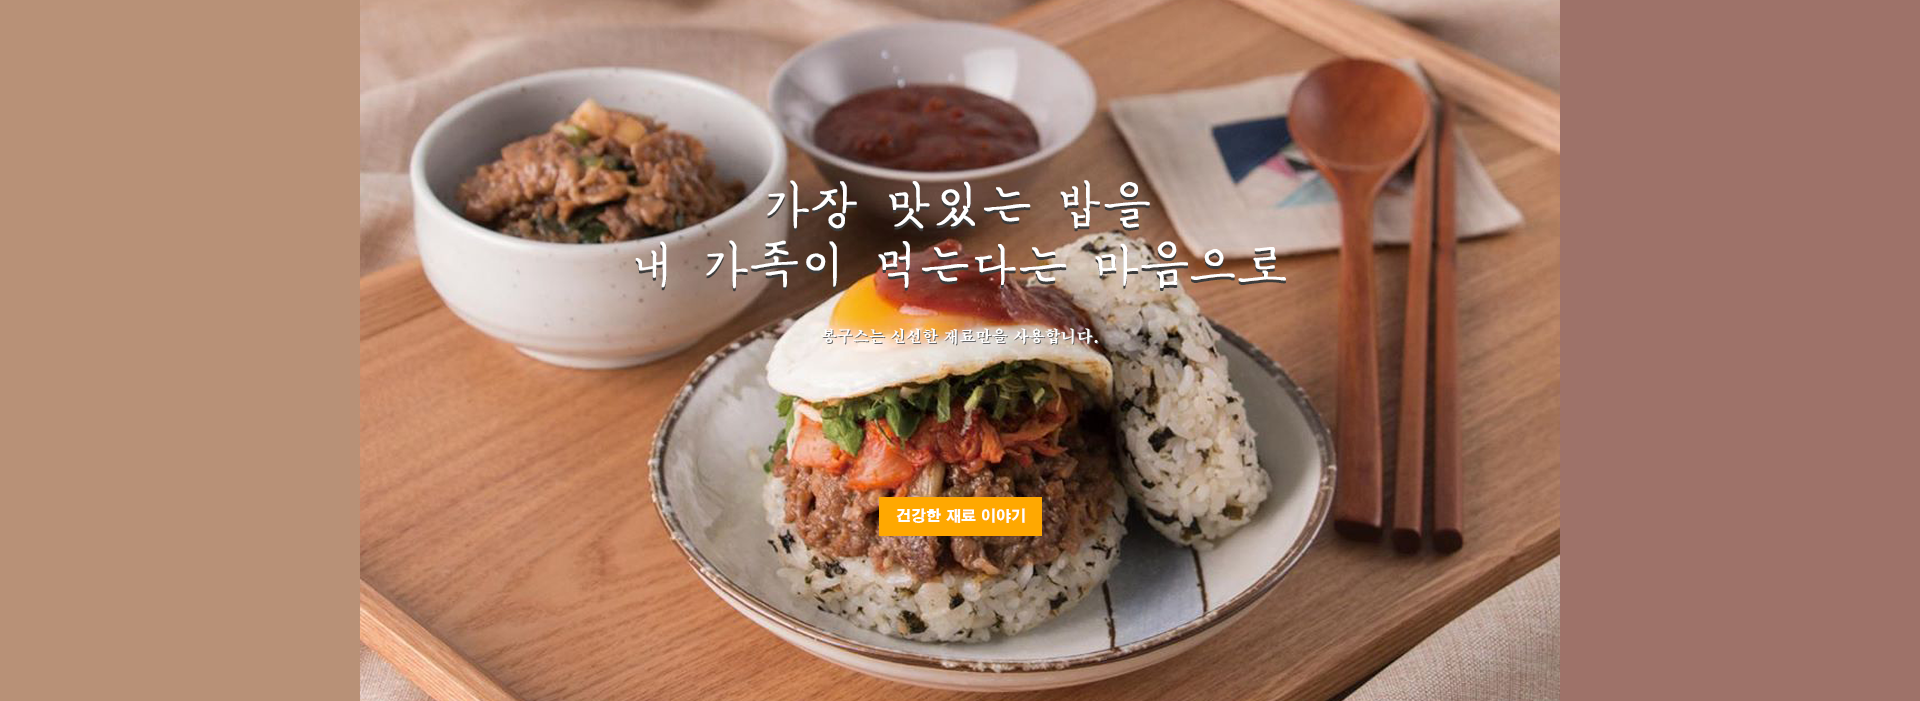 가장 맛있는 밥을
내 가족이 먹는다는 마음으로
봉구스는 신선한 재료만을 사용합니다.
건강한 재료 이야기